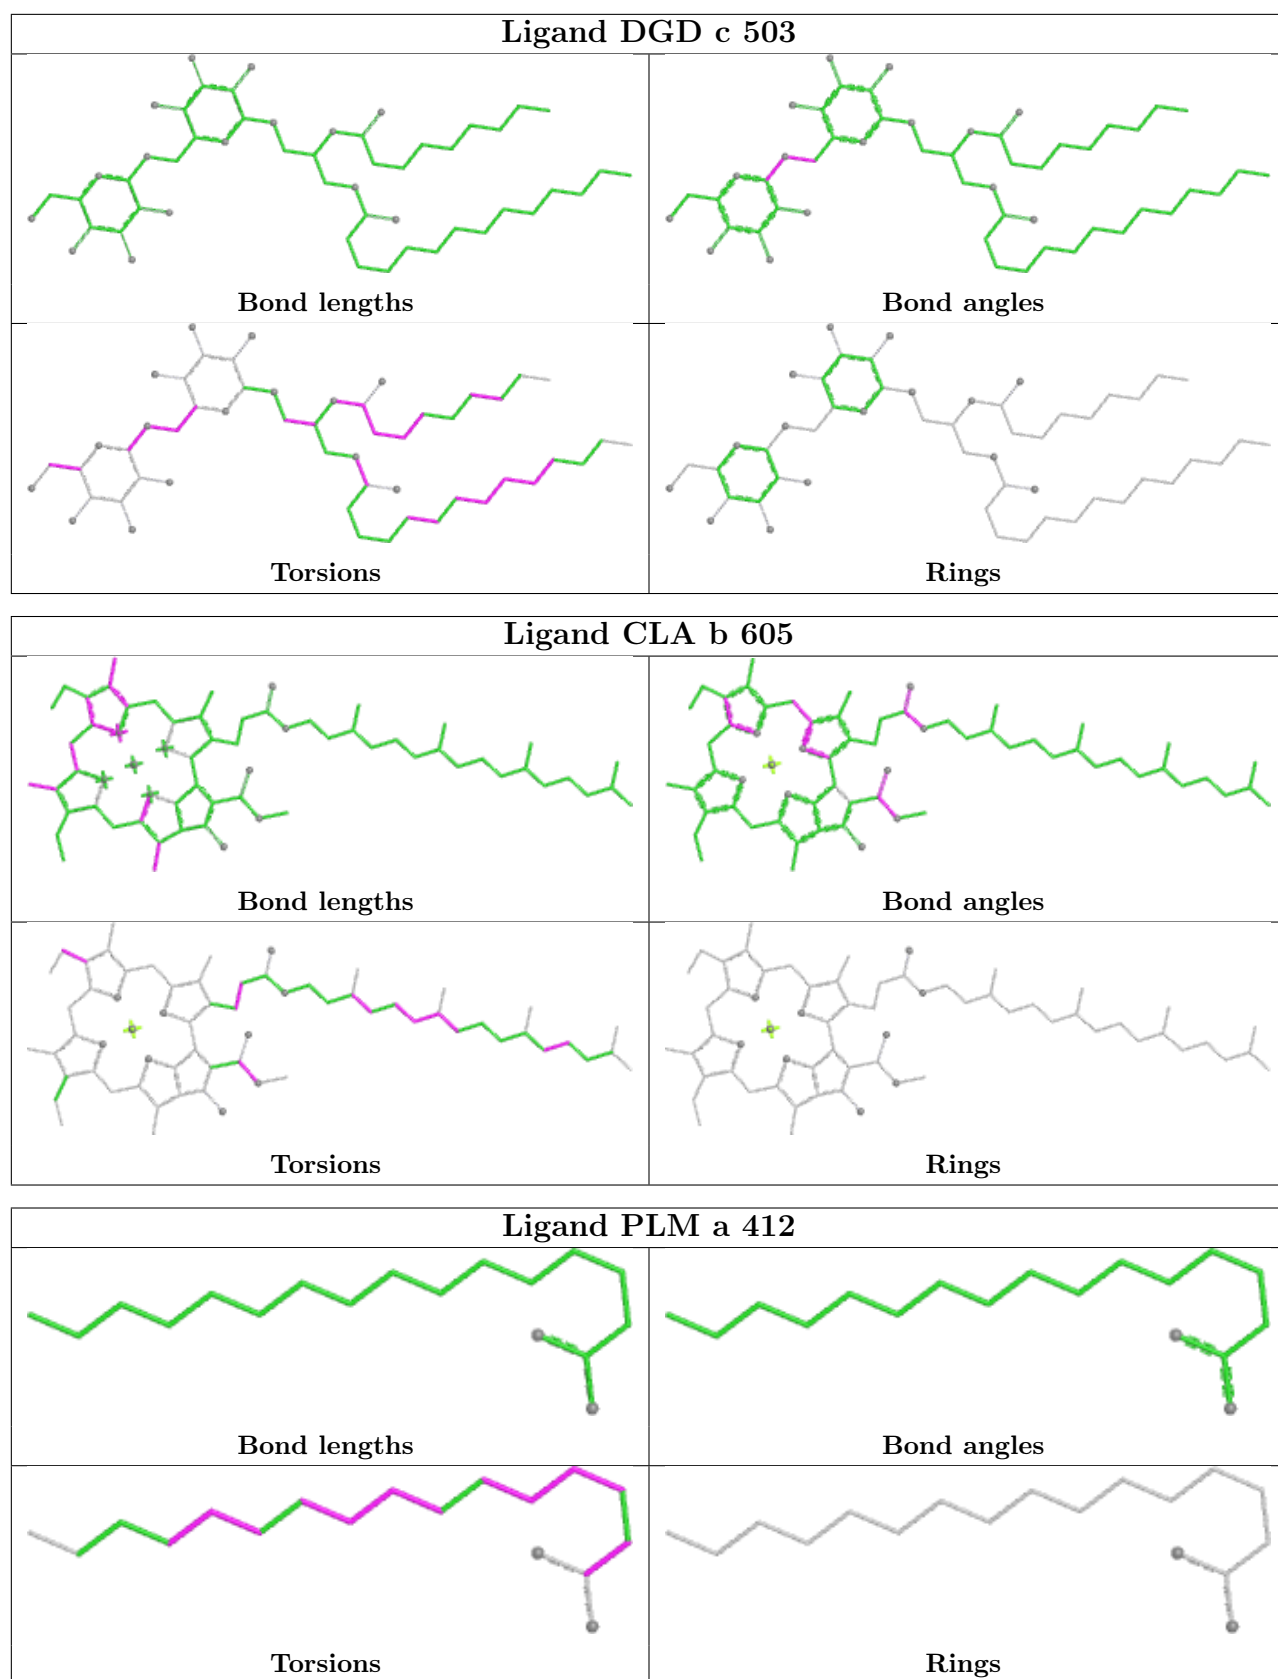 Ligand DGD c 503
Bond lengths
Bond angles
Torsions
Rings
Ligand CLA b 605
Bond lengths
Bond angles
Torsions
Rings
Ligand PLM a 412
Bond lengths
Bond angles
Torsions
Rings